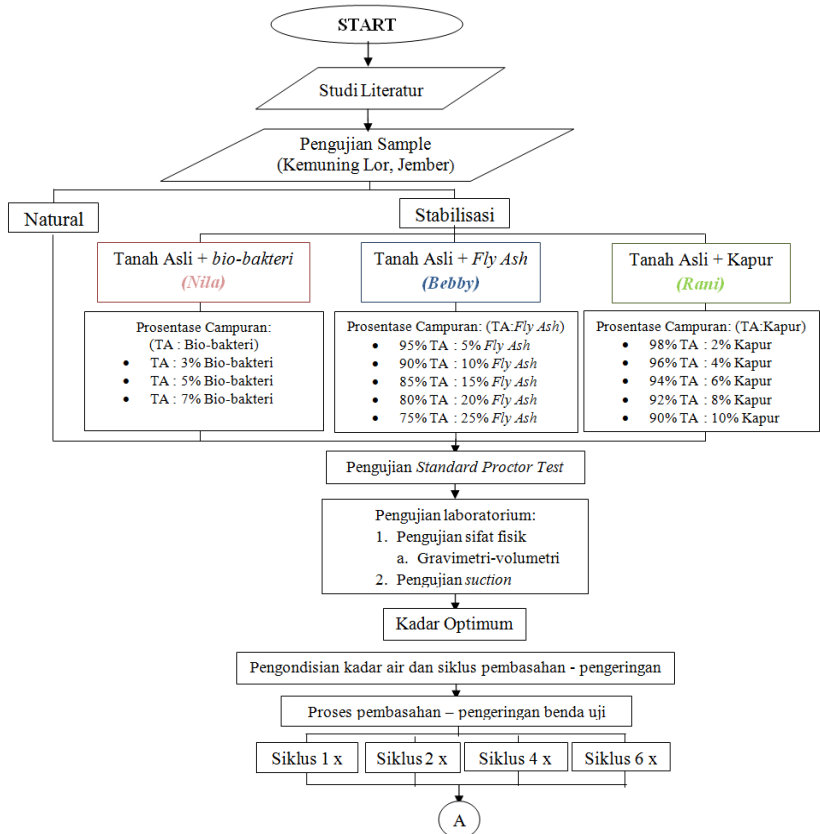 START
Studi Literatur
Pengujian Sample
(Kemuning Lor, Jember)
Natural
Stabilisasi
Tanah Asli + bio-bakteri
(Nila)
Tanah Asli + Fly Ash
(Bebby)
Tanah Asli + Kapur
(Rani)
Prosentase Campuran:
(TA : Bio-bakteri)
• TA : 3% Bio-bakteri
• TA : 5% Bio-bakteri
• TA : 7% Bio-bakteri
Prosentase Campuran: (TA:Fly Ash)
• 95% TA : 5% Fly Ash
• 90% TA : 10% Fly Ash
• 85% TA : 15% Fly Ash
• 80% TA : 20% Fly Ash
• 75% TA : 25% Fly Ash
Prosentase Campuran: (TA:Kapur)
• 98% TA : 2% Kapur
• 96% TA : 4% Kapur
• 94% TA : 6% Kapur
• 92% TA : 8% Kapur
• 90% TA : 10% Kapur
Pengujian Standard Proctor Test
Pengujian laboratorium:
1. Pengujian sifat fisik
a. Gravimetri-volumetri
2. Pengujian suction
Kadar Optimum
Pengondisian kadar air dan siklus pembasahan - pengeringan
Proses pembasahan – pengeringan benda uji
Siklus 1 x
Siklus 2 x
Siklus 4 x
Siklus 6 x
A